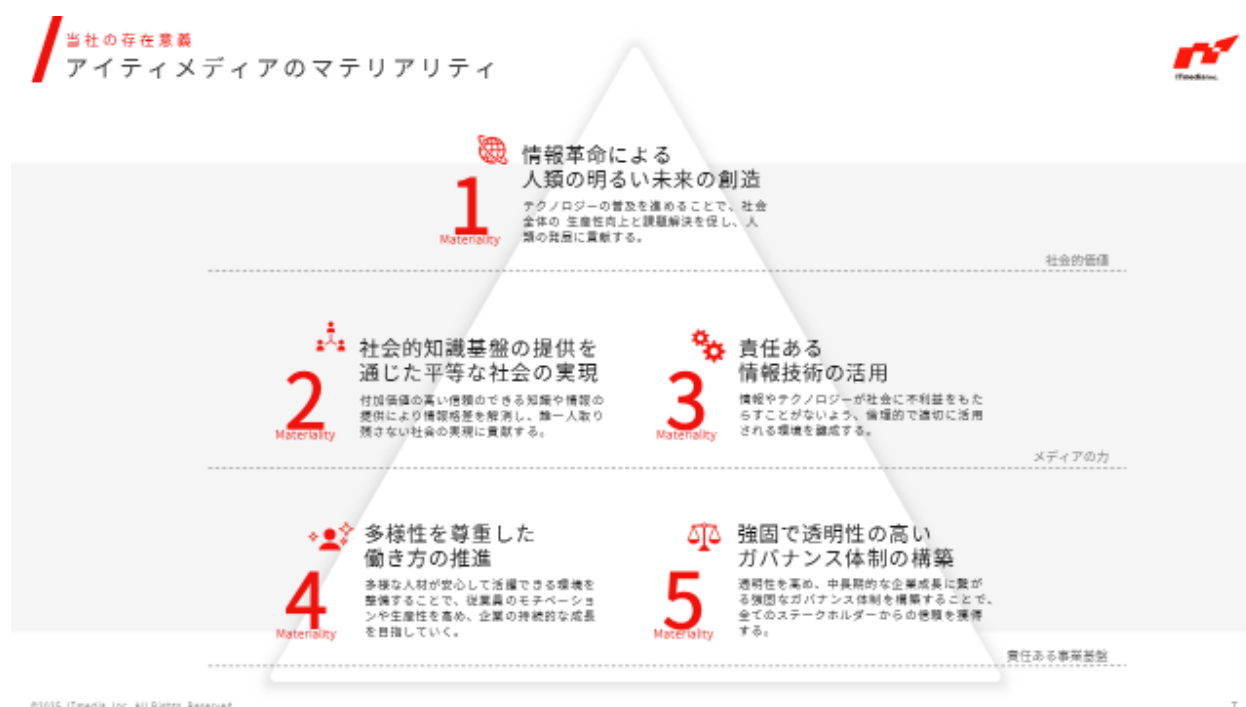 当社の存在意義
アイティメディアのマテリアリティ
ITmedia Inc.
情報革命による
人類の明るい未来の創造
1
Materiality
テクノロジーの普及を進めることで、社会
全体の 生産性向上と課題解決を促し、人
類の発展に貢献する。
社会的価値
社会的知識基盤の提供を
通じた平等な社会の実現
2
Materiality
付加価値の高い信頼のできる知識や情報の
提供により情報格差を解消し、誰一人取り
残さない社会の実現に貢献する。
責任ある
情報技術の活用
3
Materiality
情報やテクノロジーが社会に不利益をもた
らすことがないよう、倫理的で適切に活用
される環境を醸成する。
メディアの力
多様性を尊重した
働き方の推進
4
Materiality
多様な人材が安心して活躍できる環境を
整備することで、従業員のモチベーショ
ンや生産性を高め、企業の持続的な成長
を目指していく。
強固で透明性の高い
ガバナンス体制の構築
5
Materiality
透明性を高め、中長期的な企業成長に繋が
る強固なガバナンス体制を構築することで、
全てのステークホルダーからの信頼を獲得
する。
責任ある事業基盤
©2025 ITmedia Inc. All Rights Reserved.
7